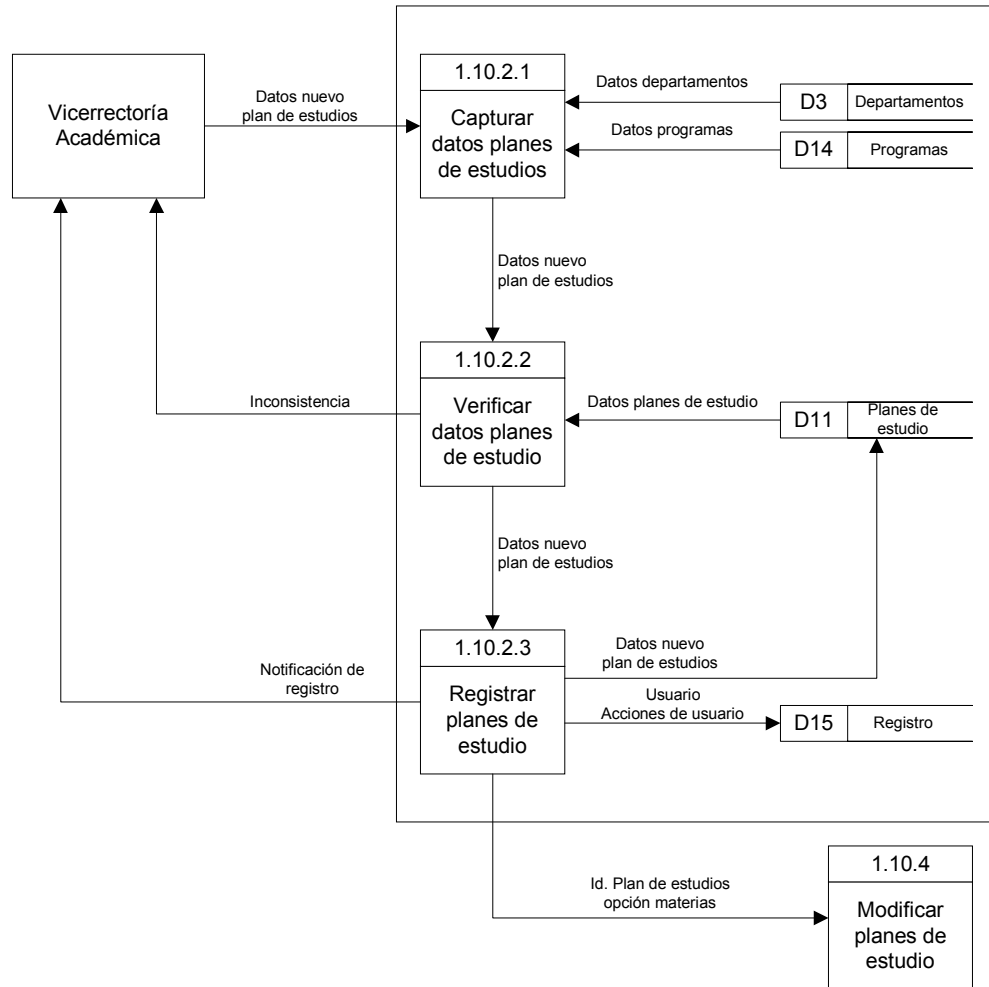 1.10.2.1
Vicerrectoría
Académica
Datos nuevo
plan de estudios
Capturar
datos planes
de estudios
Datos departamentos
D3
Departamentos
Datos programas
D14
Programas
Datos nuevo
plan de estudios
1.10.2.2
Inconsistencia
Verificar
datos planes
de estudio
Datos planes de estudio
D11
Planes de
estudio
Datos nuevo
plan de estudios
1.10.2.3
Notificación de
registro
Registrar
planes de
estudio
Datos nuevo
plan de estudios
Usuario
Acciones de usuario
D15
Registro
1.10.4
Id. Plan de estudios
opción materias
Modificar
planes de
estudio